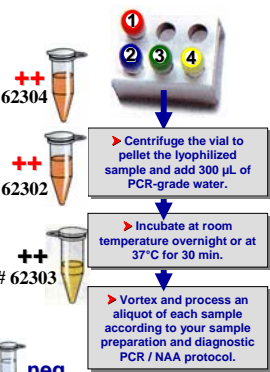 1
2 3 4
++
62304
➤ Centrifuge the vial to
pellet the lyophilized
sample and add 300 µL of
PCR-grade water.
++
62302
➤ Incubate at room
temperature overnight or at
37°C for 30 min.
++
# 62303
➤ Vortex and process an
aliquot of each sample
according to your sample
preparation and diagnostic
PCR / NAA protocol.
neg